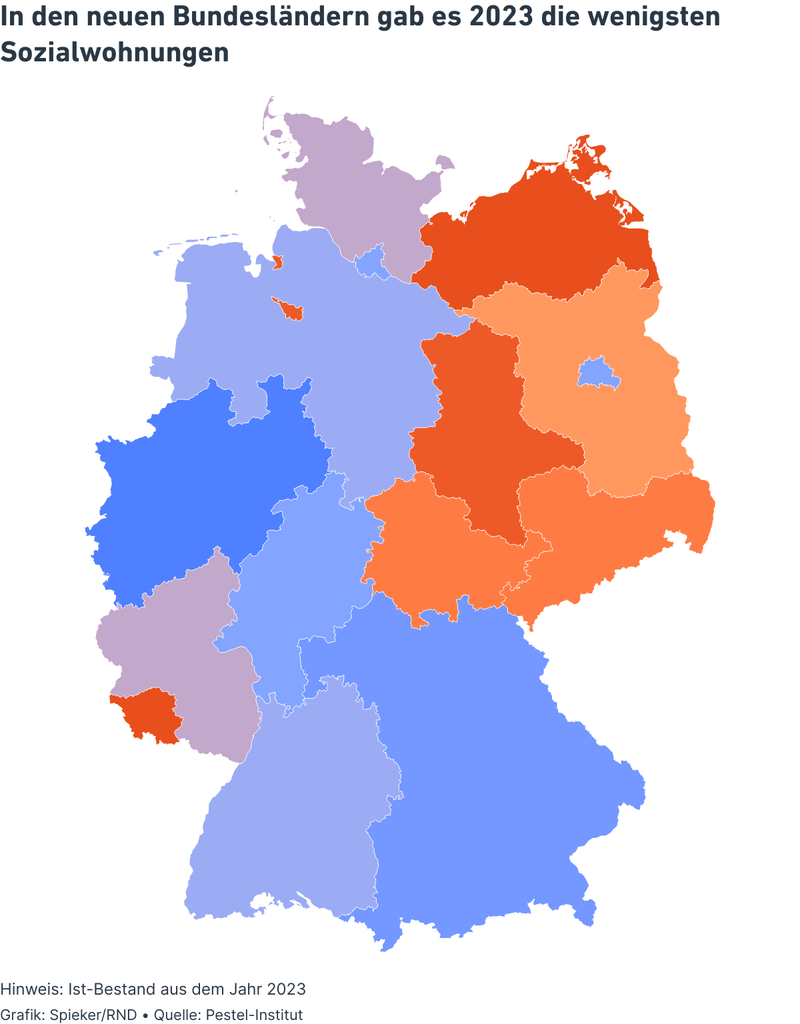 In den neuen Bundesländern gab es 2023 die wenigsten
Sozialwohnungen
Hinweis: Ist-Bestand aus dem Jahr 2023
Grafik: Spieker/RND • Quelle: Pestel-Institut